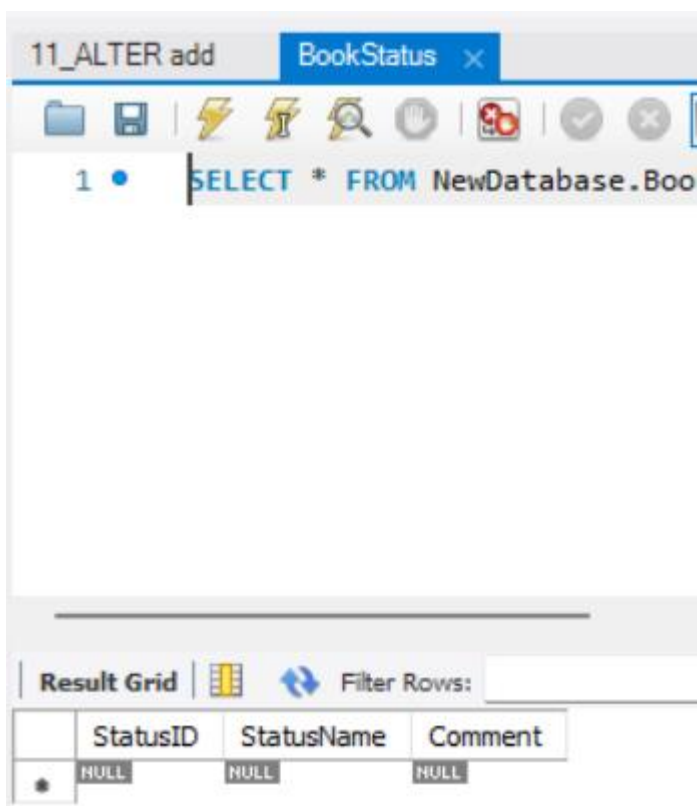 11_ALTER add BookStatus
1 SELECT * FROM NewDatabase.Boo
Result Grid Filter Rows:
StatusID StatusName Comment
NULL NULL NULL